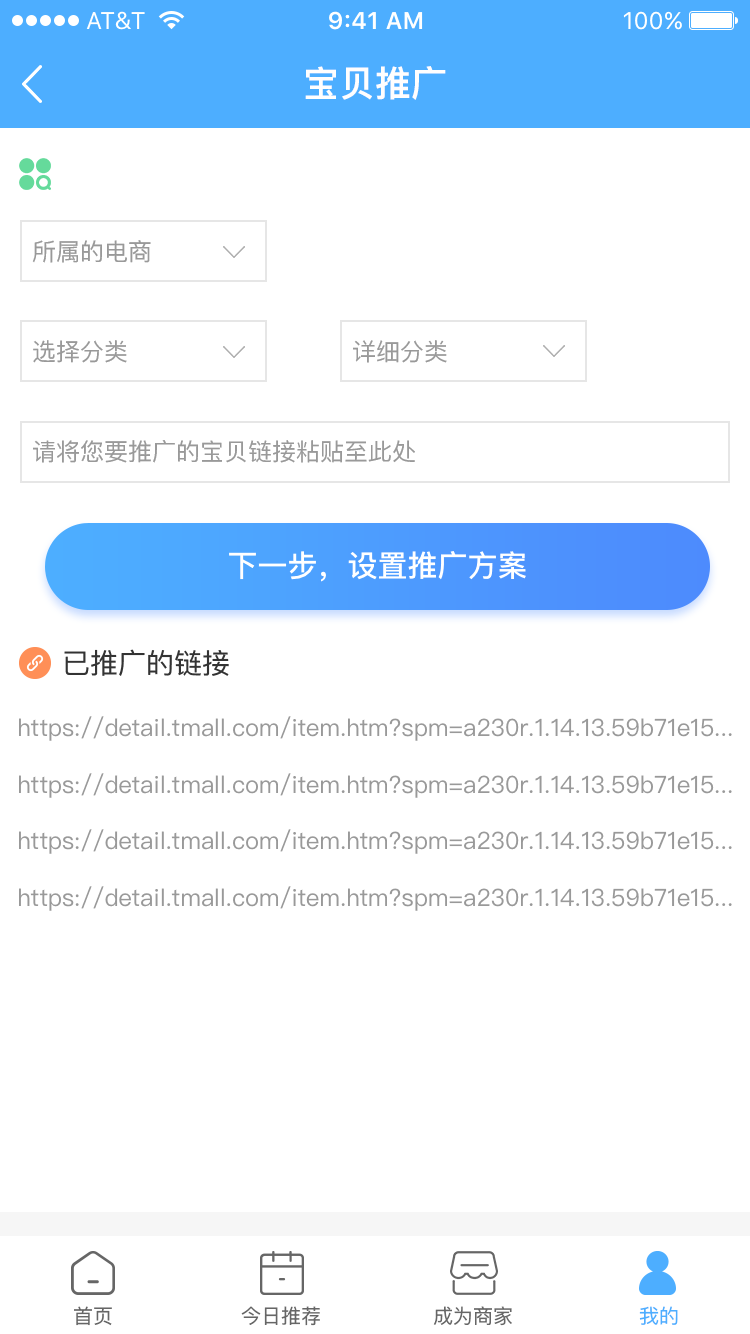 AT&T 9:41 AM 100%
宝贝推广
所属的电商
选择分类 详细分类
请将您要推广的宝贝链接粘贴至此处
下一步，设置推广方案
已推广的链接
https://detail.tmall.com/item.htm?spm=a230r.1.14.13.59b71e15...
https://detail.tmall.com/item.htm?spm=a230r.1.14.13.59b71e15...
https://detail.tmall.com/item.htm?spm=a230r.1.14.13.59b71e15...
https://detail.tmall.com/item.htm?spm=a230r.1.14.13.59b71e15...
首页 今日推荐 成为商家 我的